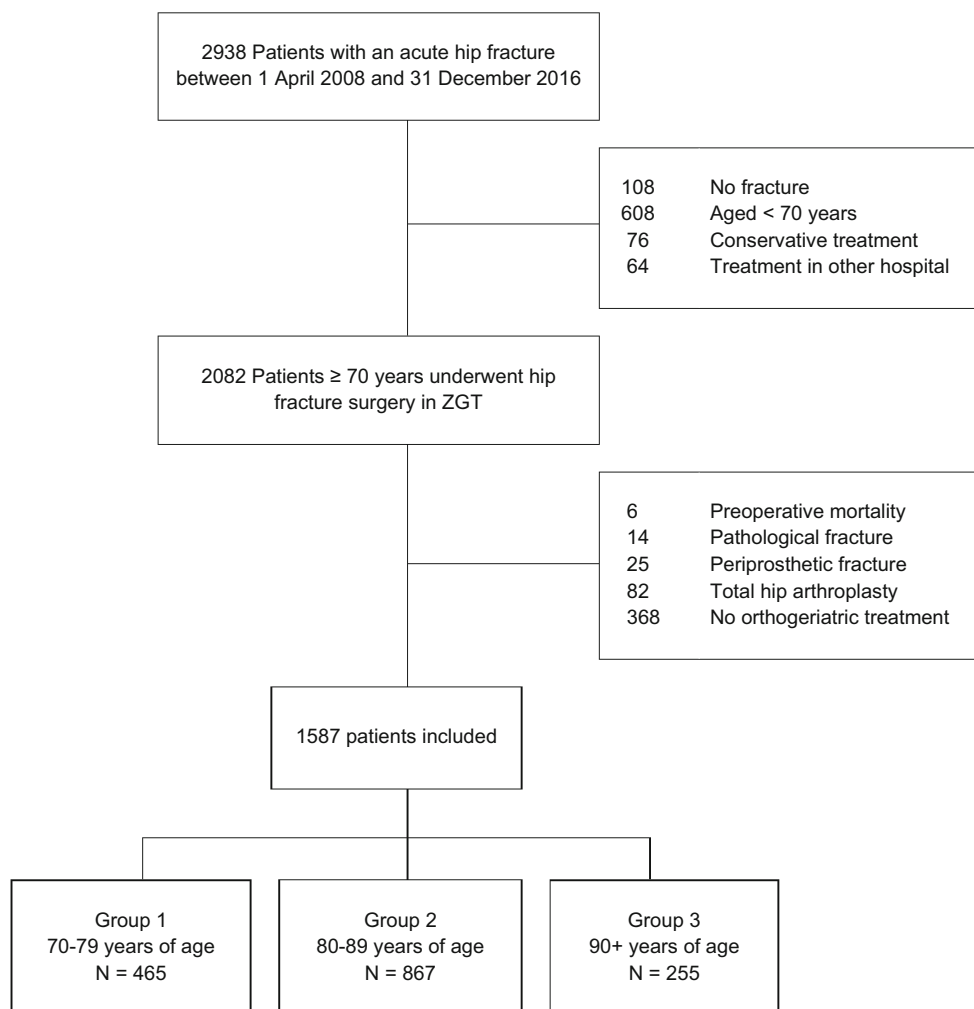 2938 Patients with an acute hip fracture
between 1 April 2008 and 31 December 2016
108 No fracture
608 Aged < 70 years
76 Conservative treatment
64 Treatment in other hospital
2082 Patients ≥ 70 years underwent hip
fracture surgery in ZGT
6 Preoperative mortality
14 Pathological fracture
25 Periprosthetic fracture
82 Total hip arthroplasty
368 No orthogeriatric treatment
1587 patients included
Group 1
70-79 years of age
N = 465
Group 2
80-89 years of age
N = 867
Group 3
90+ years of age
N = 255